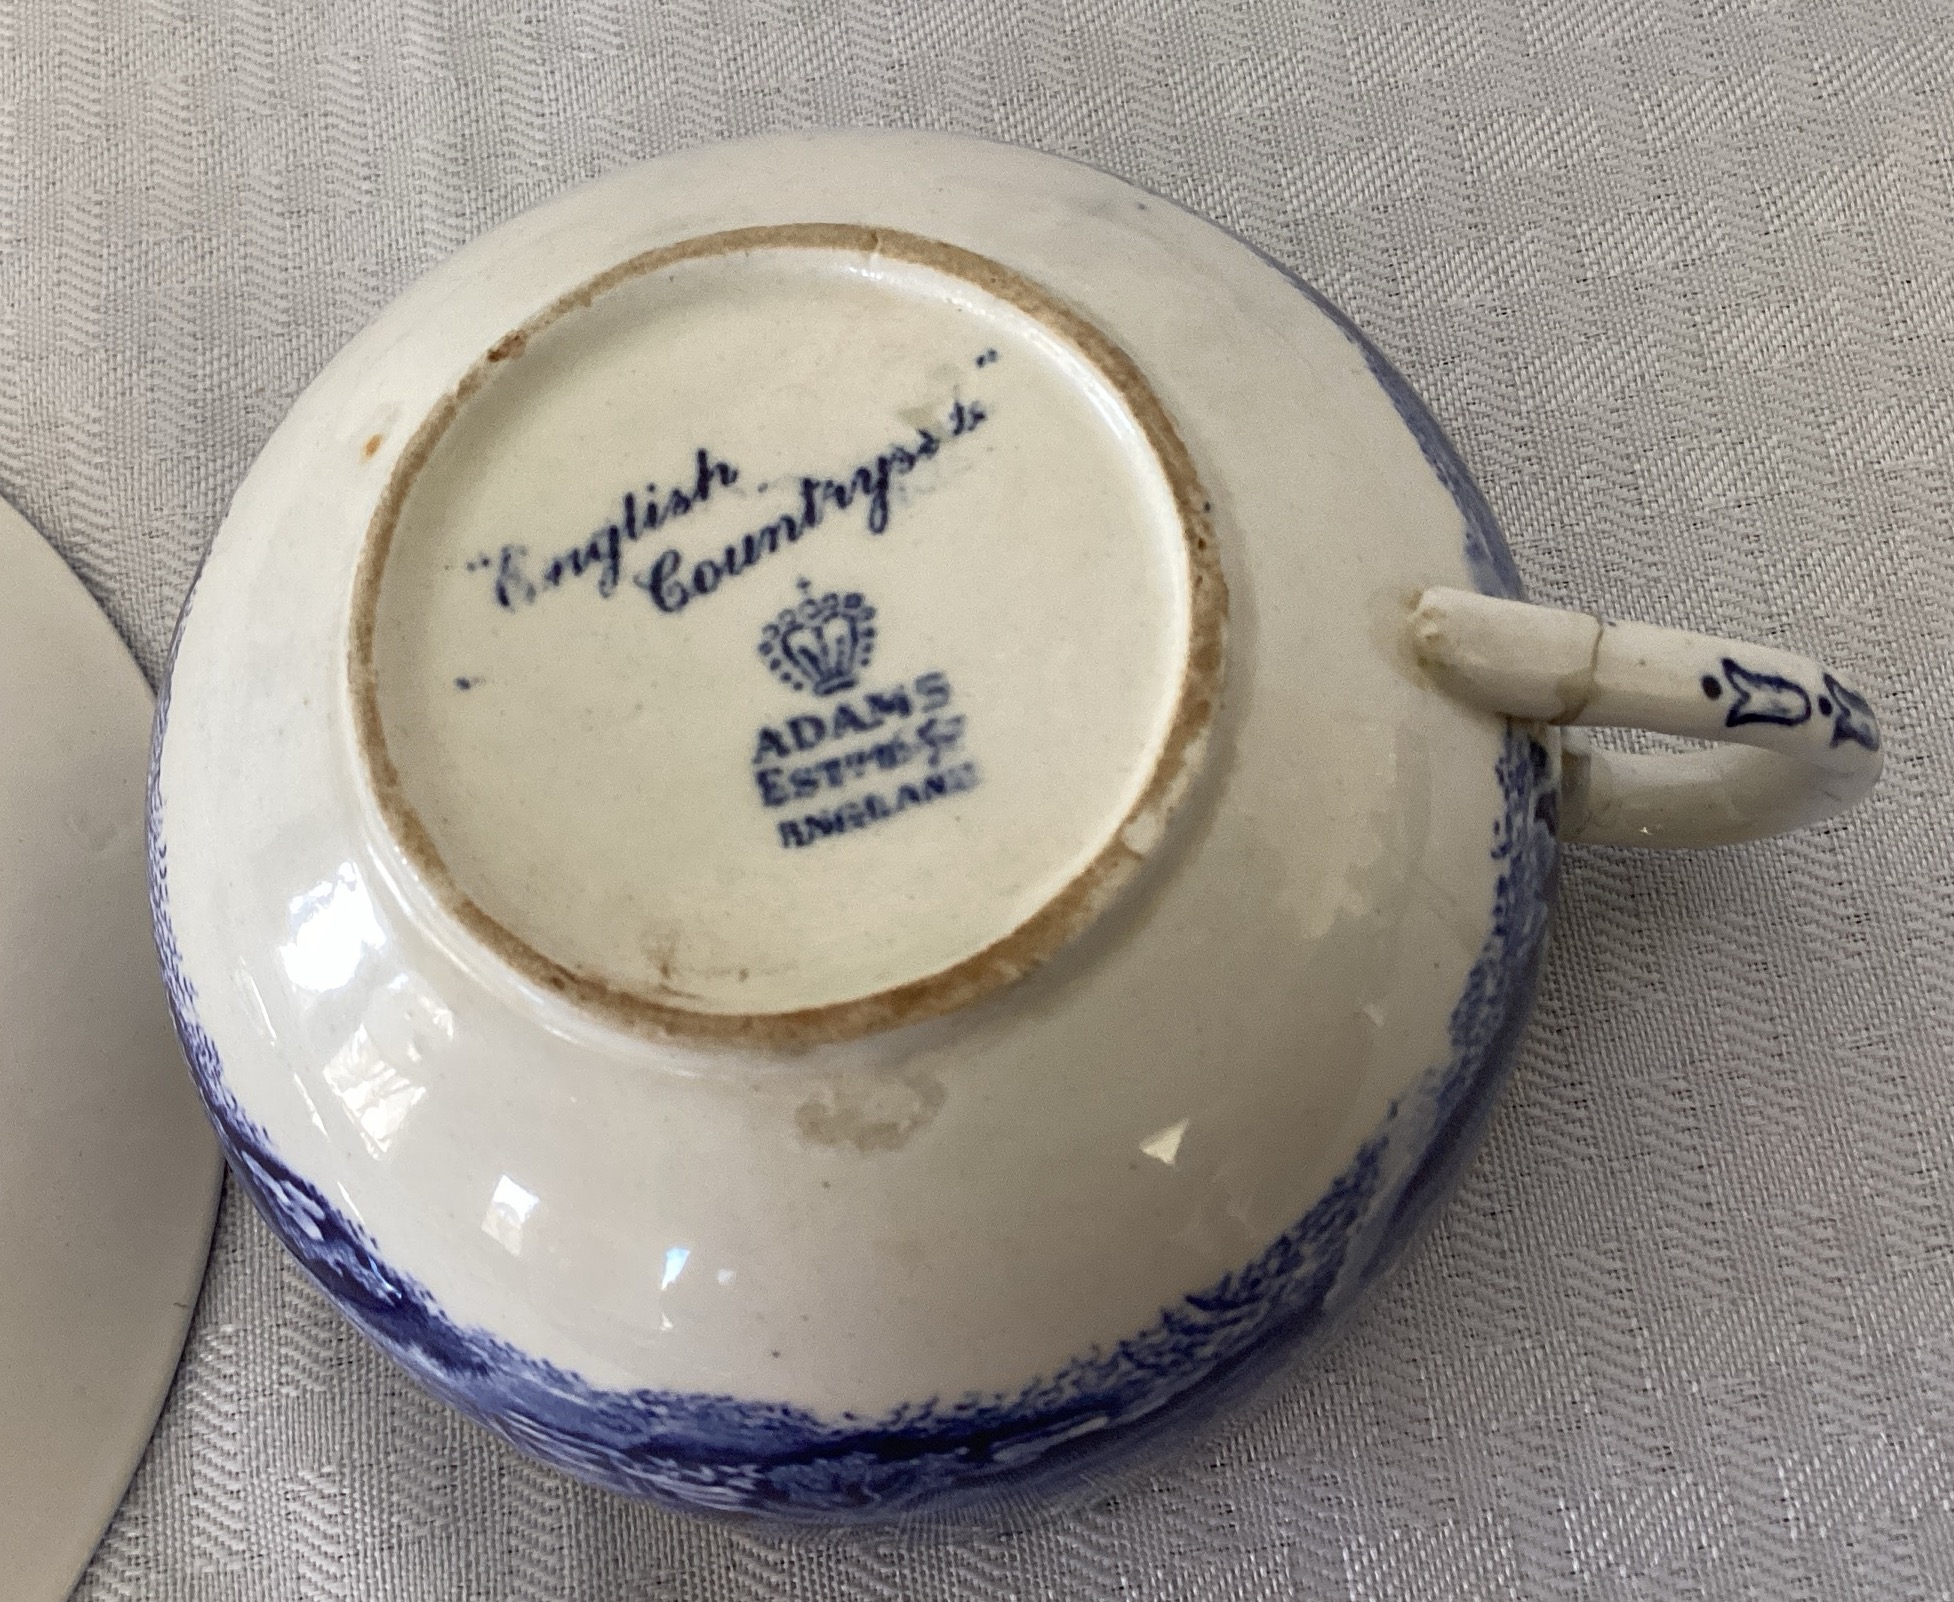 "English
Countryside"
ADAMS
ESTD 1657
ENGLAND